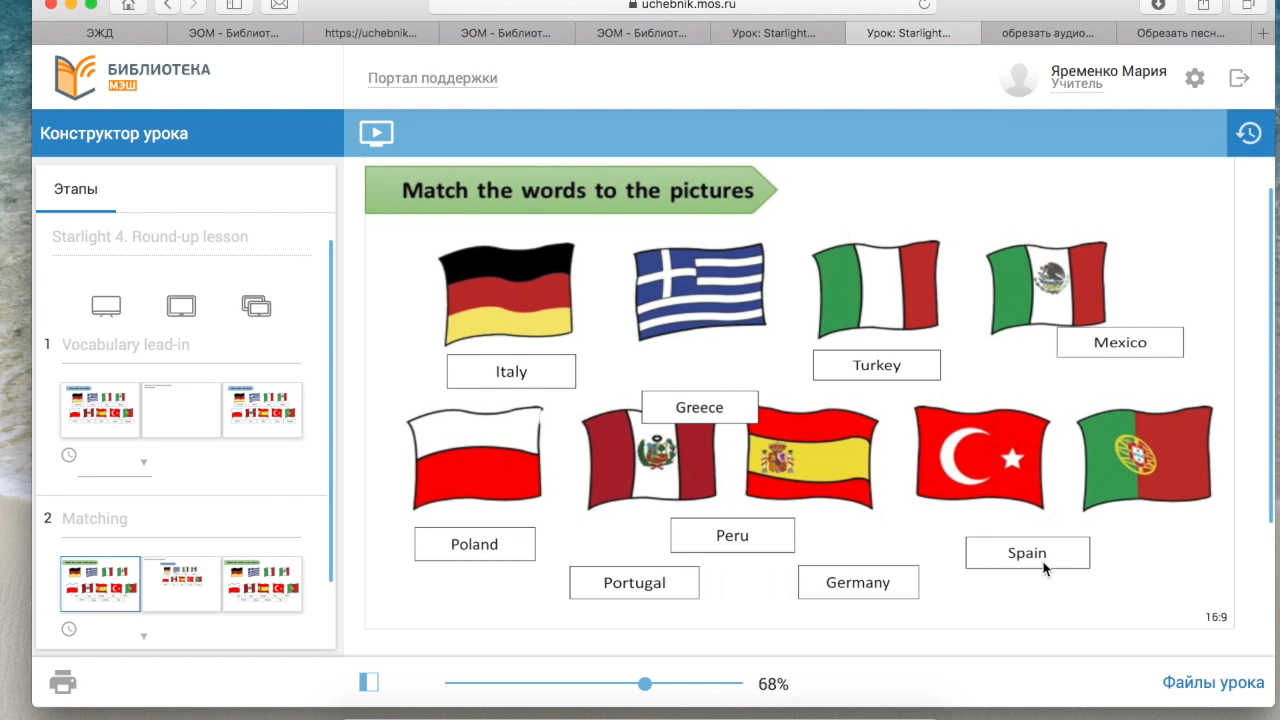 uchebnik.mos.ru
ЭЖД
ЭОМ - Библиот...
https://uchebnik...
ЭОМ - Библиот...
ЭОМ - Библиот...
Урок: Starlight...
Урок: Starlight...
обрезать аудио...
Обрезать песн...
БИБЛИОТЕКА
МЭШ
Портал поддержки
Яременко Мария
Учитель
Конструктор урока
Этапы
Starlight 4. Round-up lesson
1 Vocabulary lead-in
2 Matching
Match the words to the pictures
Italy
Greece
Turkey
Mexico
Poland
Peru
Spain
Portugal
Germany
16:9
68%
Файлы урока